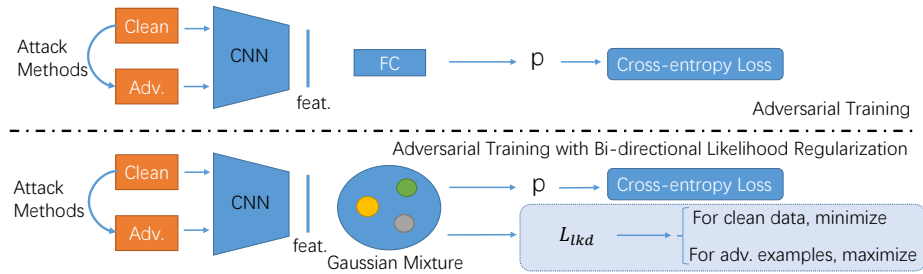 Attack Methods
Clean
Adv.
CNN
feat.
FC
p
Cross-entropy Loss
Adversarial Training
Adversarial Training with Bi-directional Likelihood Regularization
Attack Methods
Clean
Adv.
CNN
feat.
Gaussian Mixture
p
Cross-entropy Loss
L_{lkd}
For clean data, minimize
For adv. examples, maximize